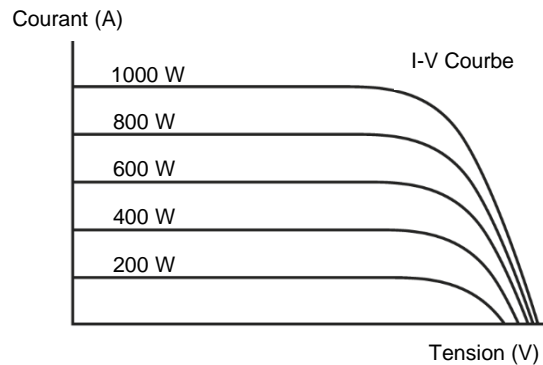 Courant (A)
I-V Courbe
1000 W
800 W
600 W
400 W
200 W
Tension (V)